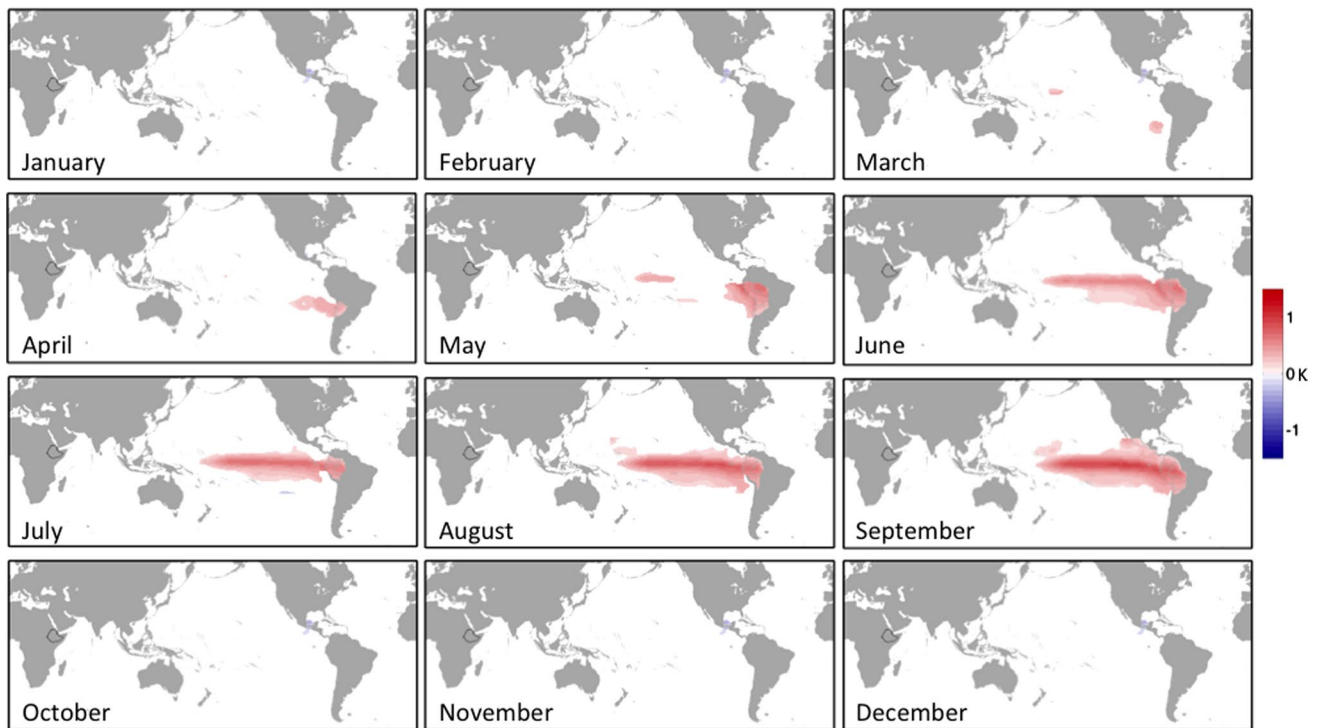 January
February
March
April
May
June
1
0 K
-1
July
August
September
October
November
December